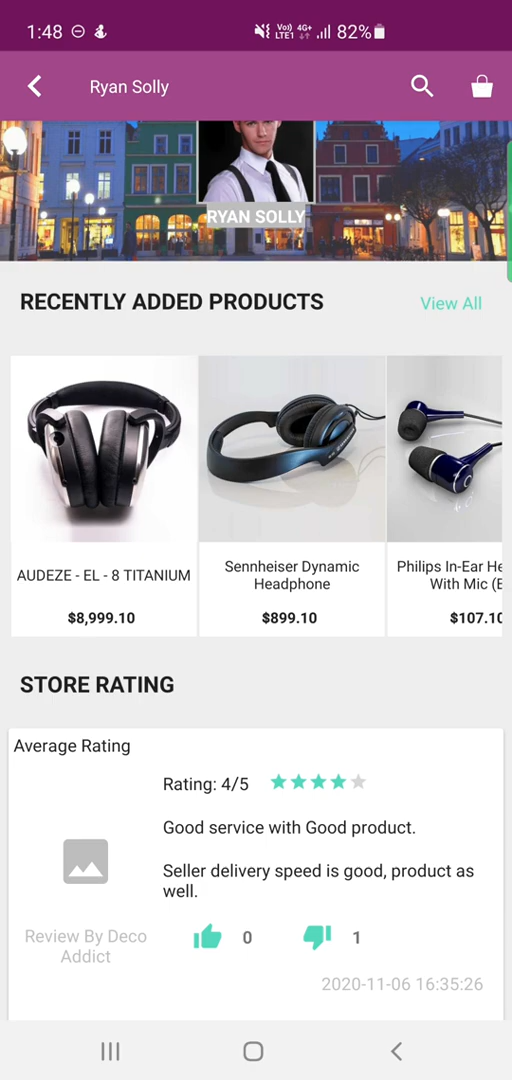 1:48
Vo))
LTE1
4G+
82%
Ryan Solly
RYAN SOLLY
RECENTLY ADDED PRODUCTS
View All
AUDEZE - EL - 8 TITANIUM
$8,999.10
Sennheiser Dynamic
Headphone
$899.10
Philips In-Ear He
With Mic (E
$107.10
STORE RATING
Average Rating
Rating: 4/5
Good service with Good product.
Seller delivery speed is good, product as
well.
Review By Deco
Addict
0
1
2020-11-06 16:35:26